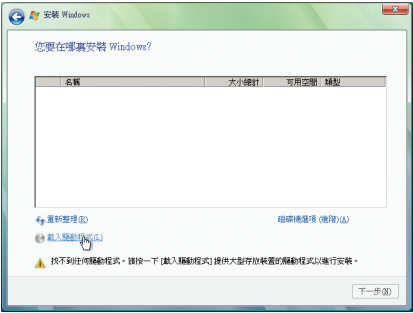 安裝 Windows
您要在哪裏安裝 Windows?
名稱 大小總計 可用空間 類型
重新整理(R) 磁碟機選項 (進階)(A)
載入驅動程式(L)
找不到任何驅動程式。請按一下 [載入驅動程式] 提供大型存放裝置的驅動程式以進行安裝。
下一步(N)